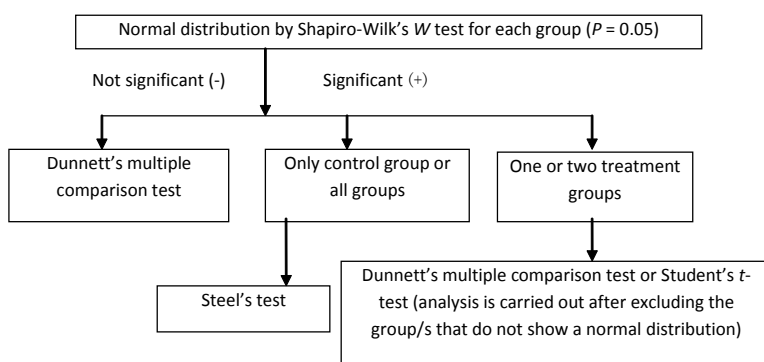 Normal distribution by Shapiro-Wilk's W test for each group (P = 0.05)
Not significant (-)
Significant (+)
Dunnett's multiple
comparison test
Only control group or
all groups
One or two treatment
groups
Steel's test
Dunnett's multiple comparison test or Student's t-
test (analysis is carried out after excluding the
group/s that do not show a normal distribution)